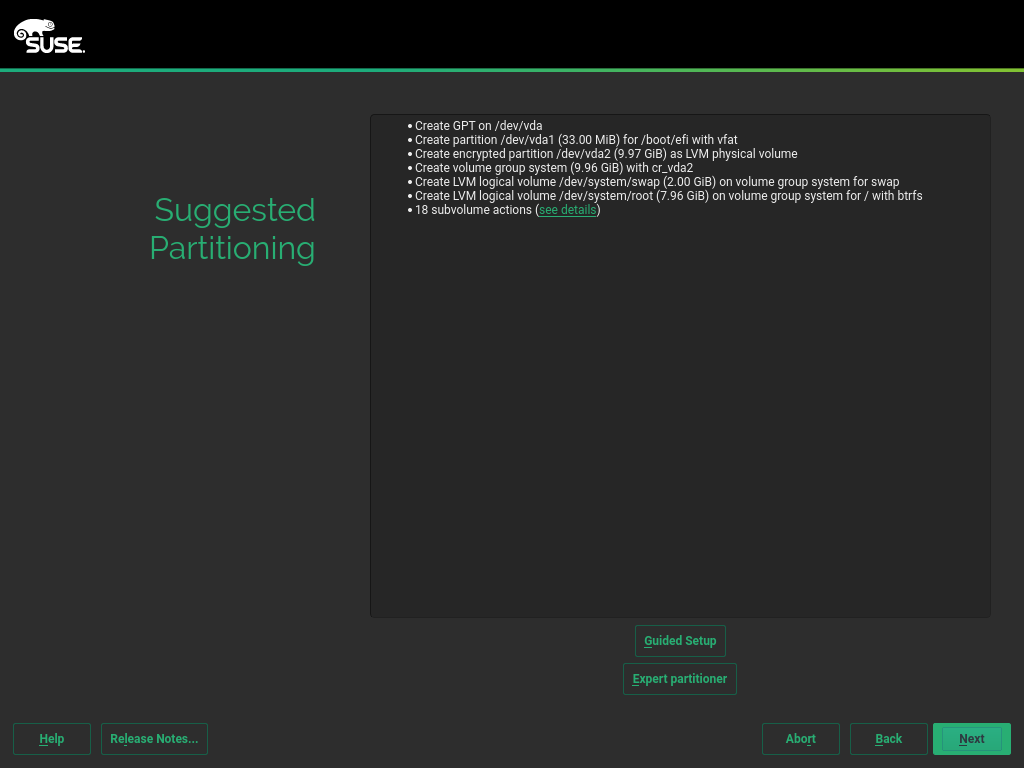 SUSE.
Suggested
Partitioning
• Create GPT on /dev/vda
• Create partition /dev/vda1 (33.00 MiB) for /boot/efi with vfat
• Create encrypted partition /dev/vda2 (9.97 GiB) as LVM physical volume
• Create volume group system (9.96 GiB) with cr_vda2
• Create LVM logical volume /dev/system/swap (2.00 GiB) on volume group system for swap
• Create LVM logical volume /dev/system/root (7.96 GiB) on volume group system for / with btrfs
• 18 subvolume actions (see details)
Guided Setup
Expert partitioner
Help
Release Notes...
Abort
Back
Next